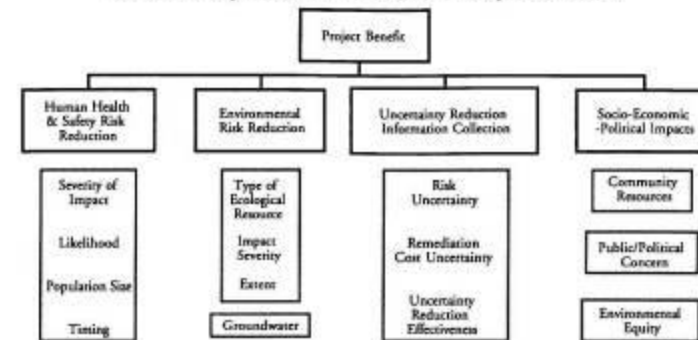 Project Benefit
Human Health
& Safety Risk
Reduction
Environmental
Risk Reduction
Uncertainty Reduction
Information Collection
Socio-Economic
-Political Impacts
Severity of
Impact
Likelihood
Population Size
Timing
Type of
Ecological
Resource
Impact
Severity
Extent
Groundwater
Risk
Uncertainty
Remediation
Cost Uncertainty
Uncertainty
Reduction
Effectiveness
Community
Resources
Public/Political
Concern
Environmental
Equity